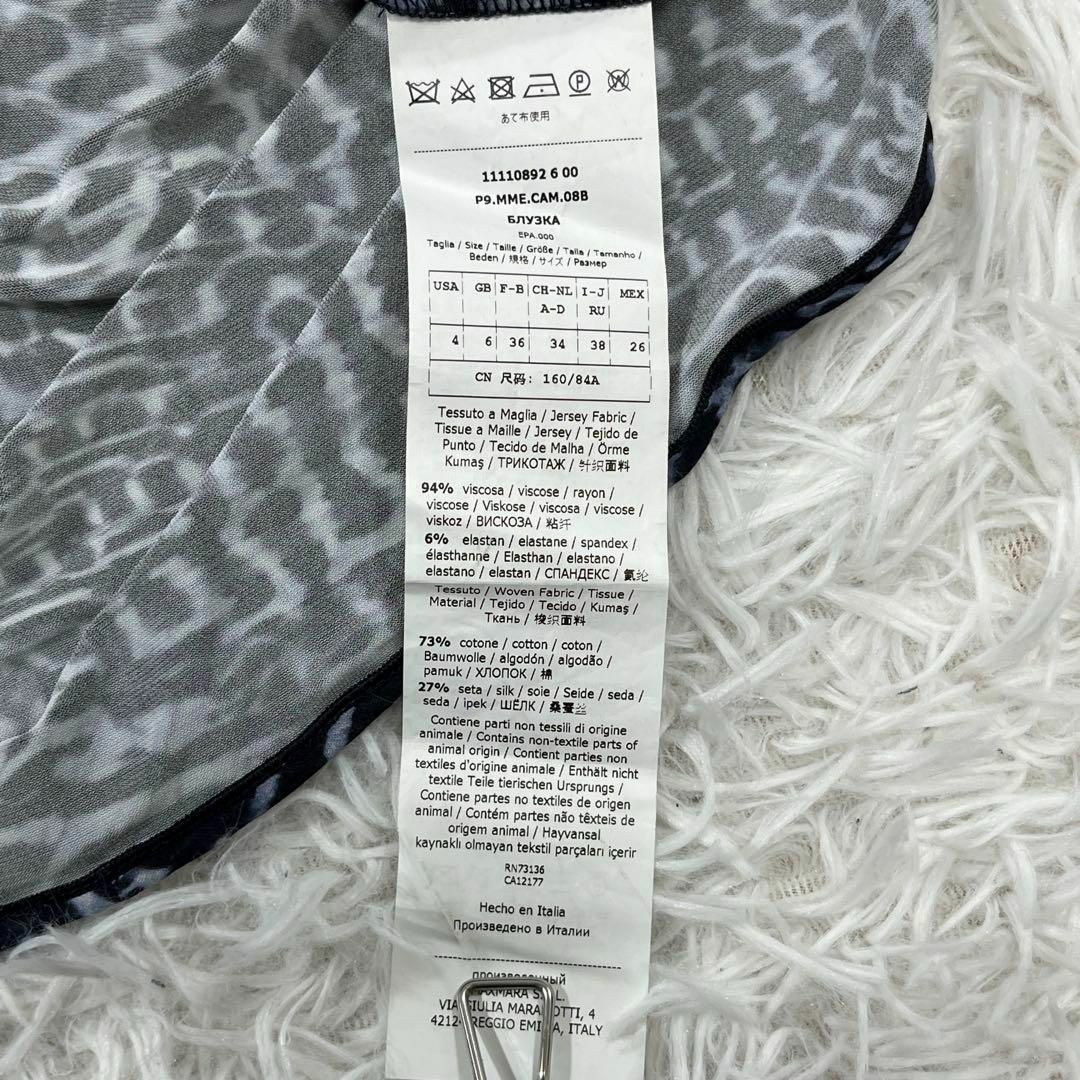 あて布使用
11110892 6 00
P9.MME.CAM.08B
БЛУЗКА
EPA.000
Taglia / Size / Taille / Größe / Talla / Tamanho /
Beden / 規格 / サイズ / Размер
USA GB F-B CH-NL I-J MEX
A-D RU
4 6 36 34 38 26
CN 尺码: 160/84A
Tessuto a Maglia / Jersey Fabric /
Tissue a Maille / Jersey / Tejido de
Punto / Tecido de Malha / Örme
Kumaş / ТРИКОТАЖ / 针织面料
94% viscosa / viscose / rayon /
viscose / Viskose / viscosa / viscose /
viskoz / ВИСКОЗА / 粘纤
6% elastan / elastane / spandex /
élasthanne / Elasthan / elastano /
elastano / elastan / СПАНДЕКС / 氨纶
Tessuto / Woven Fabric / Tissue /
Material / Tejido / Tecido / Kumaş /
Ткань / 梭织面料
73% cotone / cotton / coton /
Baumwolle / algodón / algodão /
pamuk / ХЛОПОК / 棉
27% seta / silk / soie / Seide / seda /
seda / ipek / ШЁЛК / 桑蚕丝
Contiene parti non tessili di origine
animale / Contains non-textile parts of
animal origin / Contient parties non
textiles d'origine animale / Enthält nicht
textile Teile tierischen Ursprungs /
Contiene partes no textiles de origen
animal / Contém partes não têxteis de
origem animal / Hayvansal
kaynaklı olmayan tekstil parçaları içerir
RN73136
CA12177
Hecho en Italia
Произведено в Италии
MAXMARA S.R.L.
VIA GIULIA MARAMOTTI, 4
REGGIO EMILIA, ITALY